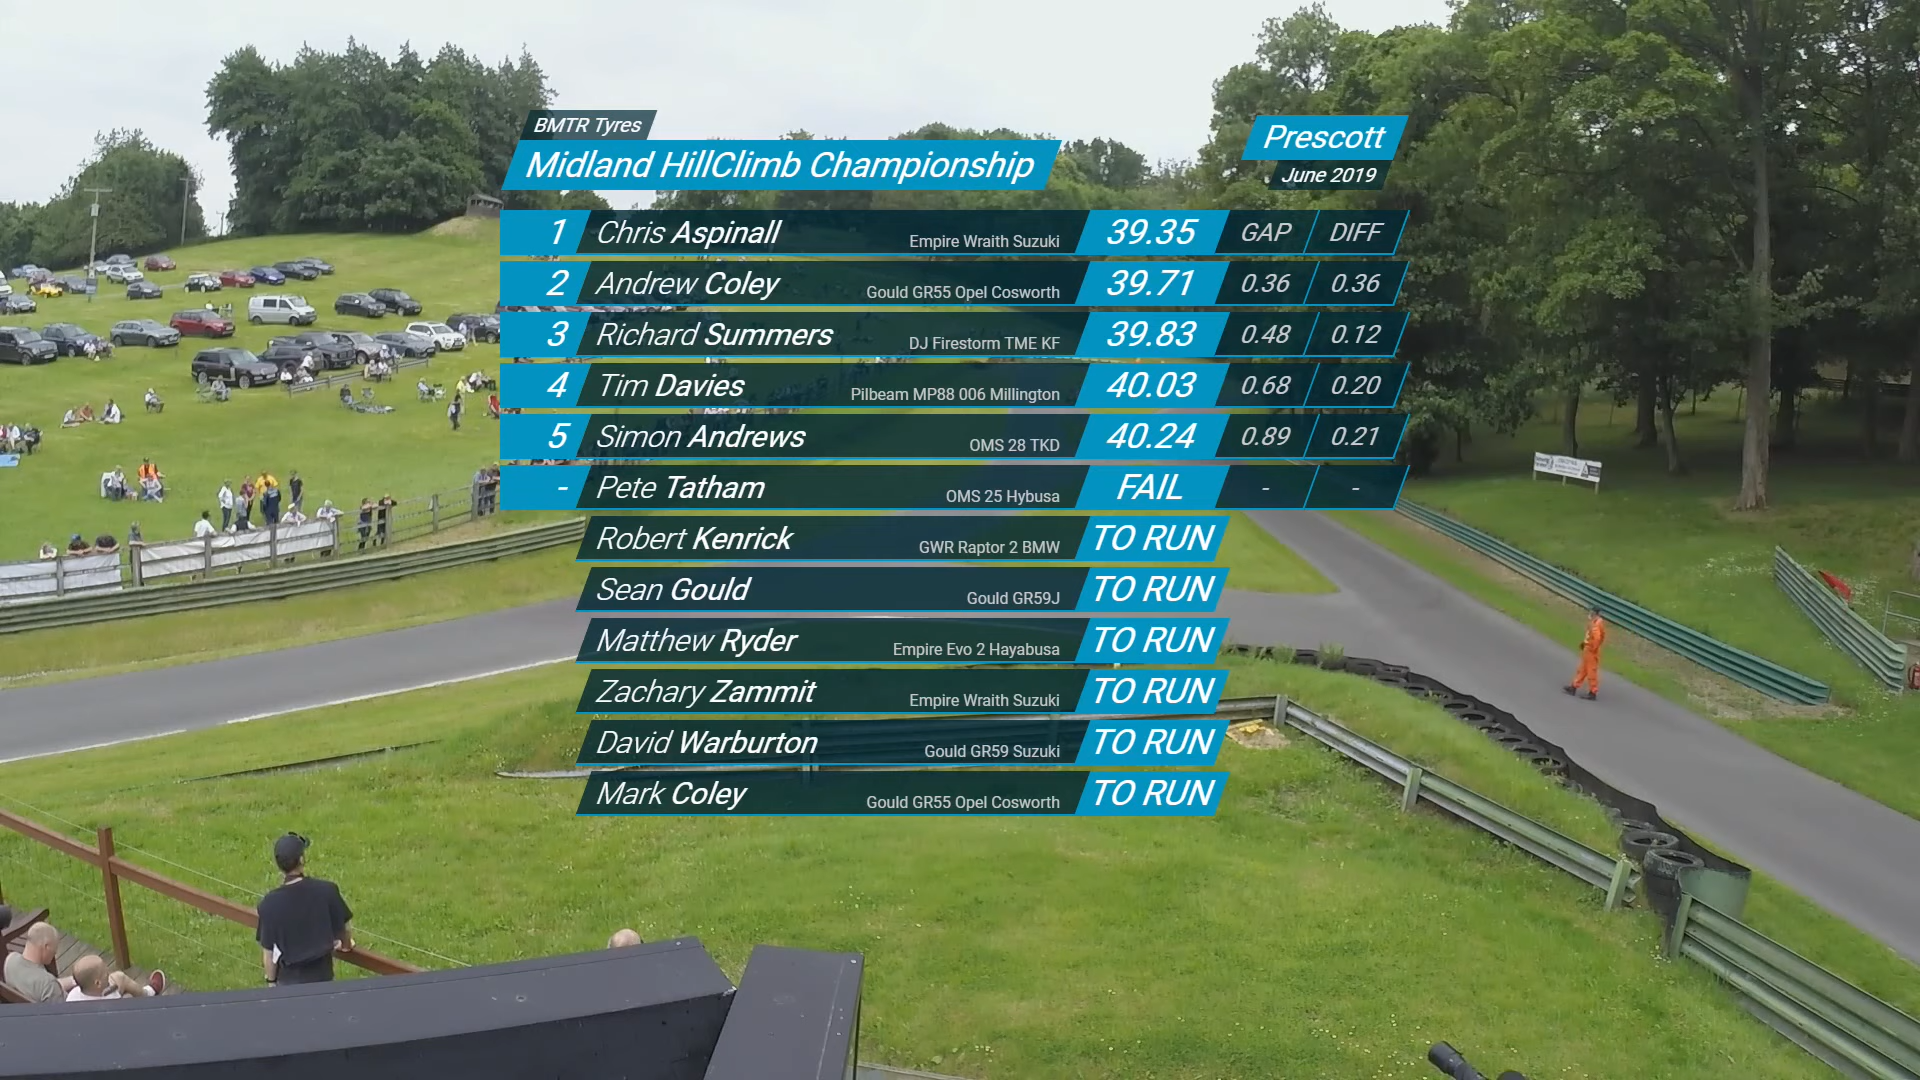 BMTR Tyres
Midland HillClimb Championship
Prescott
June 2019
1 Chris Aspinall Empire Wraith Suzuki 39.35 GAP DIFF
2 Andrew Coley Gould GR55 Opel Cosworth 39.71 0.36 0.36
3 Richard Summers DJ Firestorm TME KF 39.83 0.48 0.12
4 Tim Davies Pilbeam MP88 006 Millington 40.03 0.68 0.20
5 Simon Andrews OMS 28 TKD 40.24 0.89 0.21
- Pete Tatham OMS 25 Hybusa FAIL - -
Robert Kenrick GWR Raptor 2 BMW TO RUN
Sean Gould Gould GR59J TO RUN
Matthew Ryder Empire Evo 2 Hayabusa TO RUN
Zachary Zammit Empire Wraith Suzuki TO RUN
David Warburton Gould GR59 Suzuki TO RUN
Mark Coley Gould GR55 Opel Cosworth TO RUN